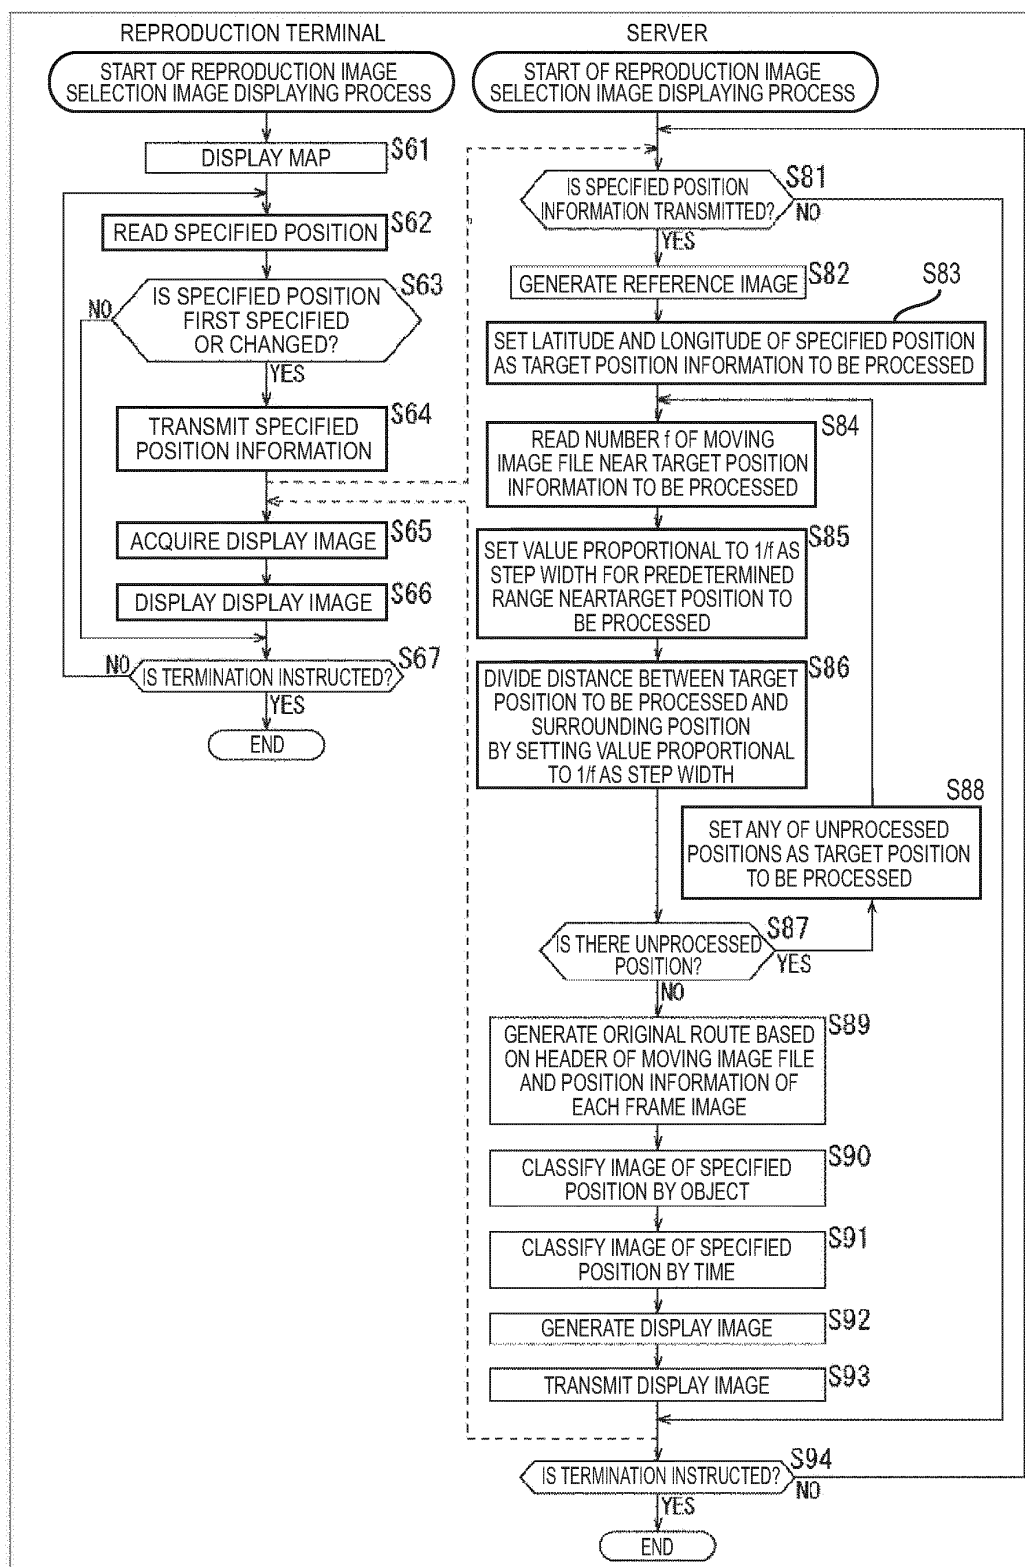 REPRODUCTION TERMINAL
START OF REPRODUCTION IMAGE
SELECTION IMAGE DISPLAYING PROCESS
DISPLAY MAP
S61
READ SPECIFIED POSITION
S62
IS SPECIFIED POSITION
FIRST SPECIFIED
OR CHANGED?
S63
NO
YES
TRANSMIT SPECIFIED
POSITION INFORMATION
S64
ACQUIRE DISPLAY IMAGE
S65
DISPLAY DISPLAY IMAGE
S66
IS TERMINATION INSTRUCTED?
S67
NO
YES
END
SERVER
START OF REPRODUCTION IMAGE
SELECTION IMAGE DISPLAYING PROCESS
IS SPECIFIED POSITION
INFORMATION TRANSMITTED?
S81
NO
YES
GENERATE REFERENCE IMAGE
S82
S83
SET LATITUDE AND LONGITUDE OF SPECIFIED POSITION
AS TARGET POSITION INFORMATION TO BE PROCESSED
READ NUMBER f OF MOVING
IMAGE FILE NEAR TARGET POSITION
INFORMATION TO BE PROCESSED
S84
SET VALUE PROPORTIONAL TO 1/f AS
STEP WIDTH FOR PREDETERMINED
RANGE NEARTARGET POSITION TO
BE PROCESSED
S85
DIVIDE DISTANCE BETWEEN TARGET
POSITION TO BE PROCESSED AND
SURROUNDING POSITION
BY SETTING VALUE PROPORTIONAL
TO 1/f AS STEP WIDTH
S86
S88
SET ANY OF UNPROCESSED
POSITIONS AS TARGET POSITION
TO BE PROCESSED
IS THERE UNPROCESSED
POSITION?
S87
YES
NO
GENERATE ORIGINAL ROUTE BASED
ON HEADER OF MOVING IMAGE FILE
AND POSITION INFORMATION OF
EACH FRAME IMAGE
S89
CLASSIFY IMAGE OF SPECIFIED
POSITION BY OBJECT
S90
CLASSIFY IMAGE OF SPECIFIED
POSITION BY TIME
S91
GENERATE DISPLAY IMAGE
S92
TRANSMIT DISPLAY IMAGE
S93
IS TERMINATION INSTRUCTED?
S94
NO
YES
END